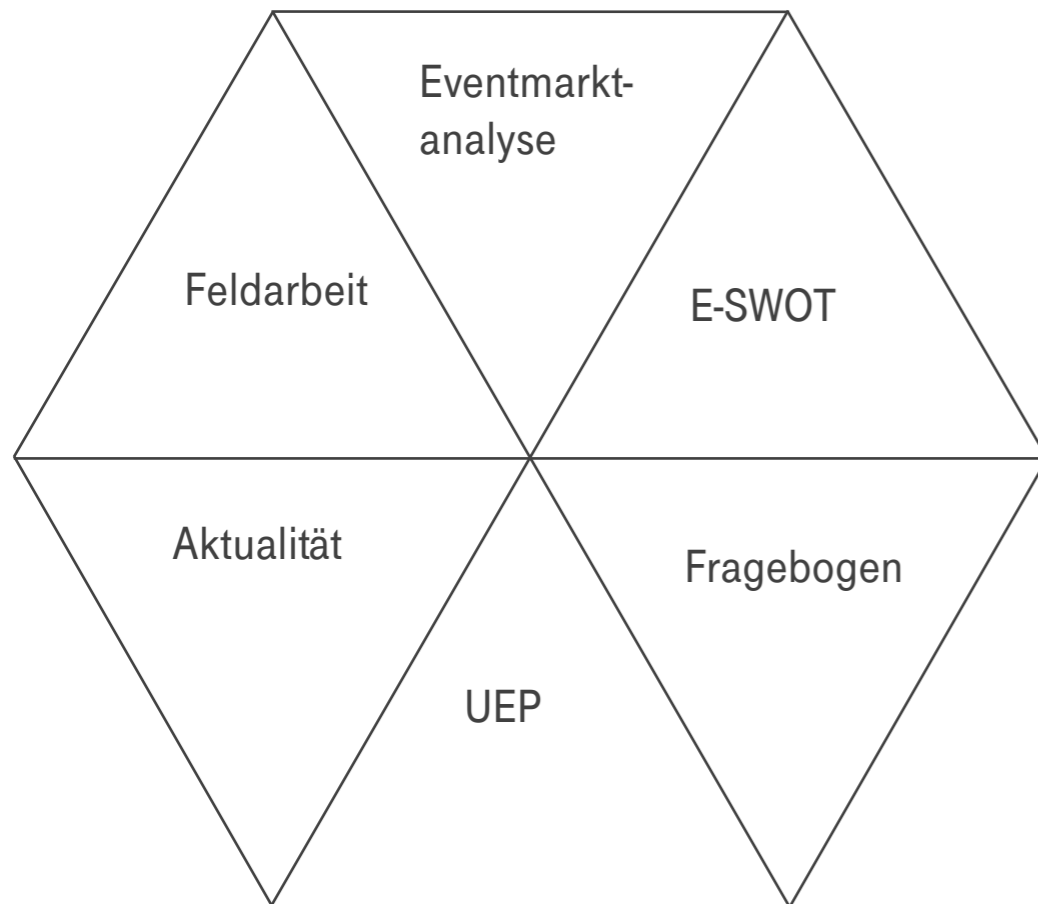 Eventmarkt-
analyse
Feldarbeit
E-SWOT
Aktualität
Fragebogen
UEP